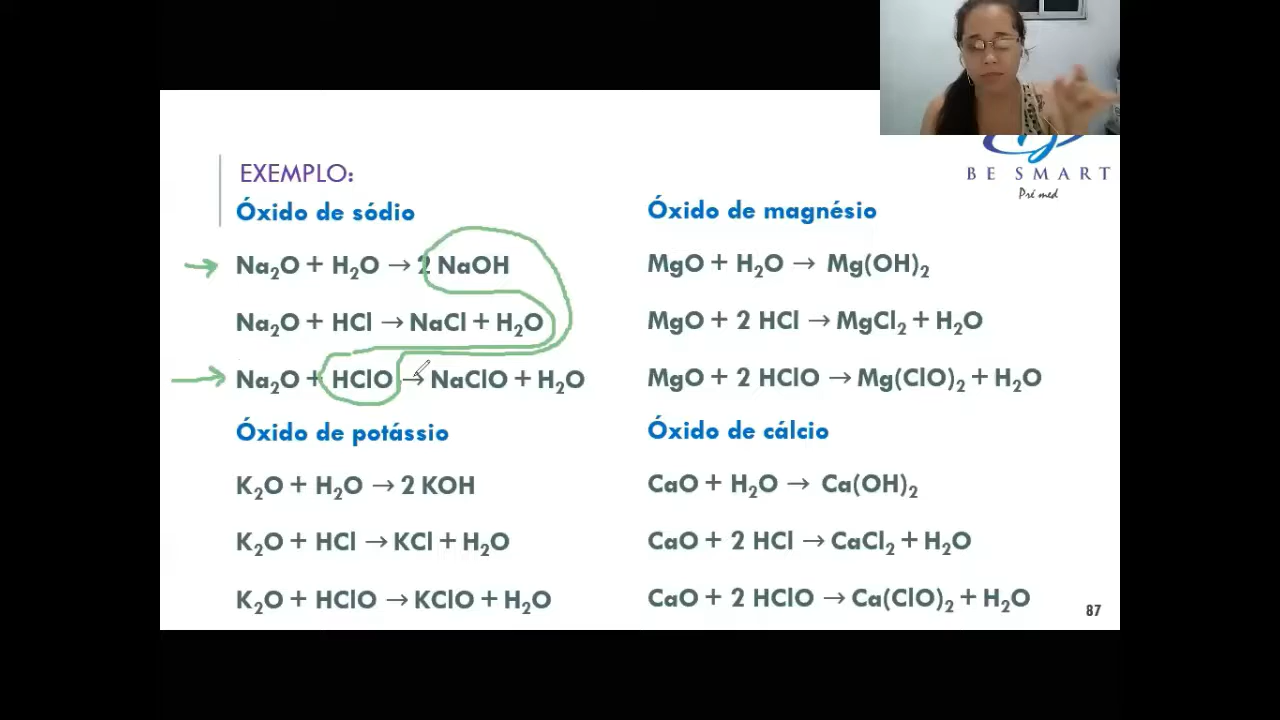 BE SMART
Pré med
EXEMPLO:
Óxido de sódio
Na₂O + H₂O → 2 NaOH
Na₂O + HCl → NaCl + H₂O
Na₂O + HClO → NaClO + H₂O
Óxido de potássio
K₂O + H₂O → 2 KOH
K₂O + HCl → KCl + H₂O
K₂O + HClO → KClO + H₂O
Óxido de magnésio
MgO + H₂O → Mg(OH)₂
MgO + 2 HCl → MgCl₂ + H₂O
MgO + 2 HClO → Mg(ClO)₂ + H₂O
Óxido de cálcio
CaO + H₂O → Ca(OH)₂
CaO + 2 HCl → CaCl₂ + H₂O
CaO + 2 HClO → Ca(ClO)₂ + H₂O
87